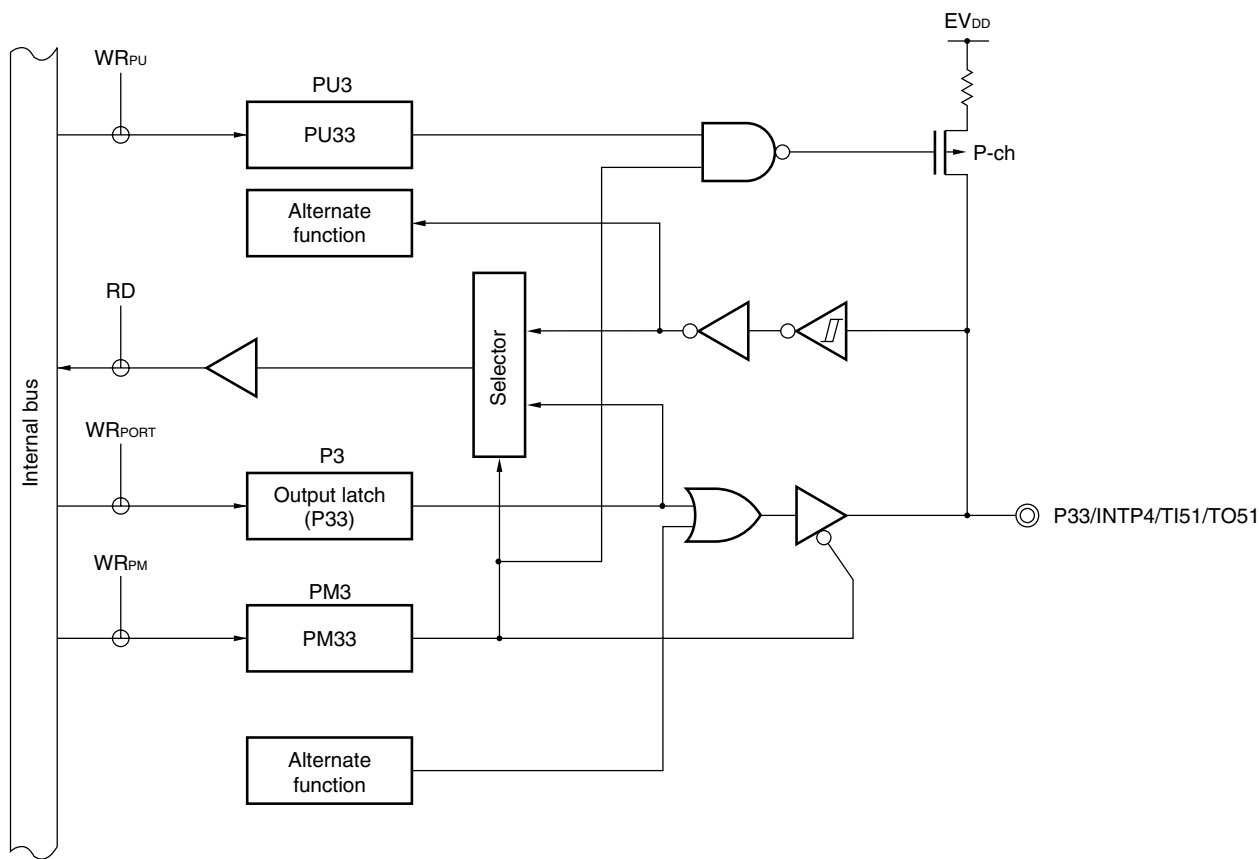 EVDD
WRPU
PU3
PU33
P-ch
Alternate
function
RD
Selector
Internal bus
WRPORT
P3
Output latch
(P33)
P33/INTP4/TI51/TO51
WRPM
PM3
PM33
Alternate
function